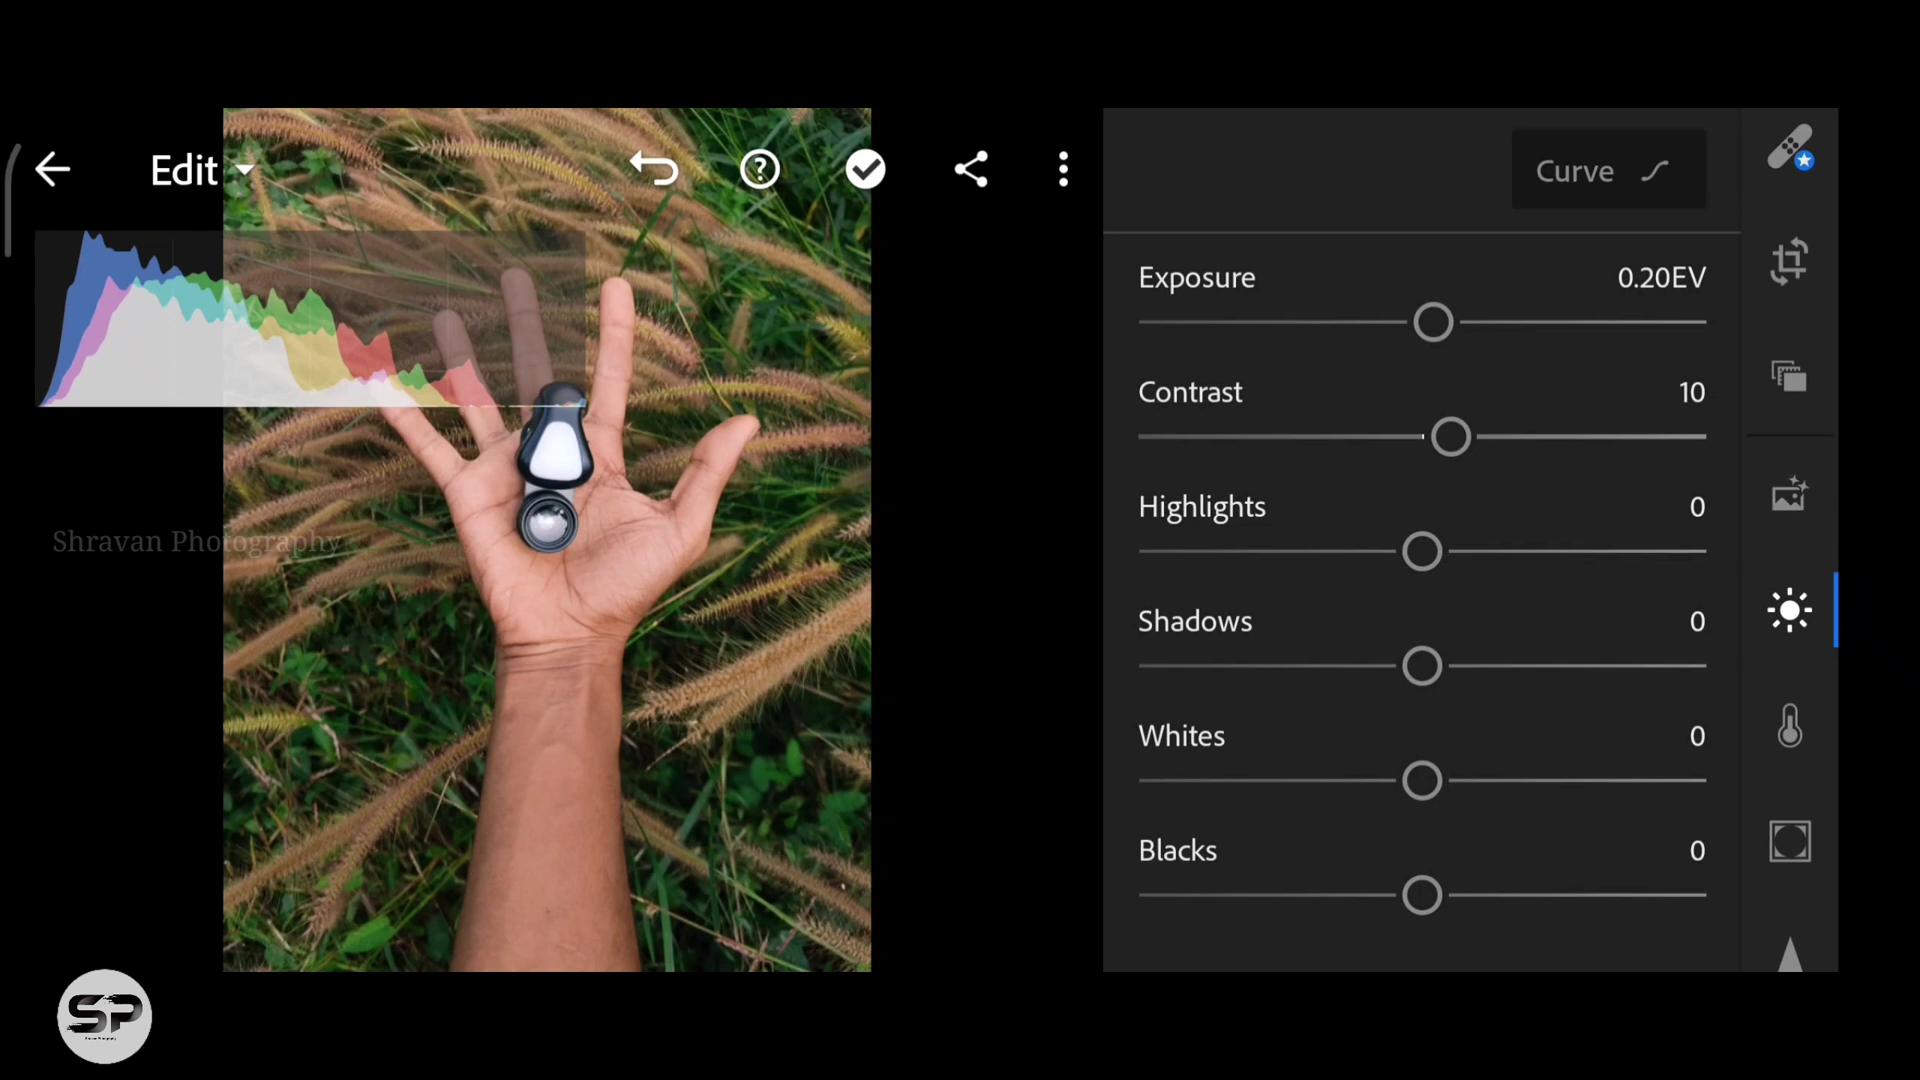 Edit
Curve
Exposure 0.20EV
Contrast 10
Highlights 0
Shadows 0
Whites 0
Blacks 0
Shravan Photography
SP